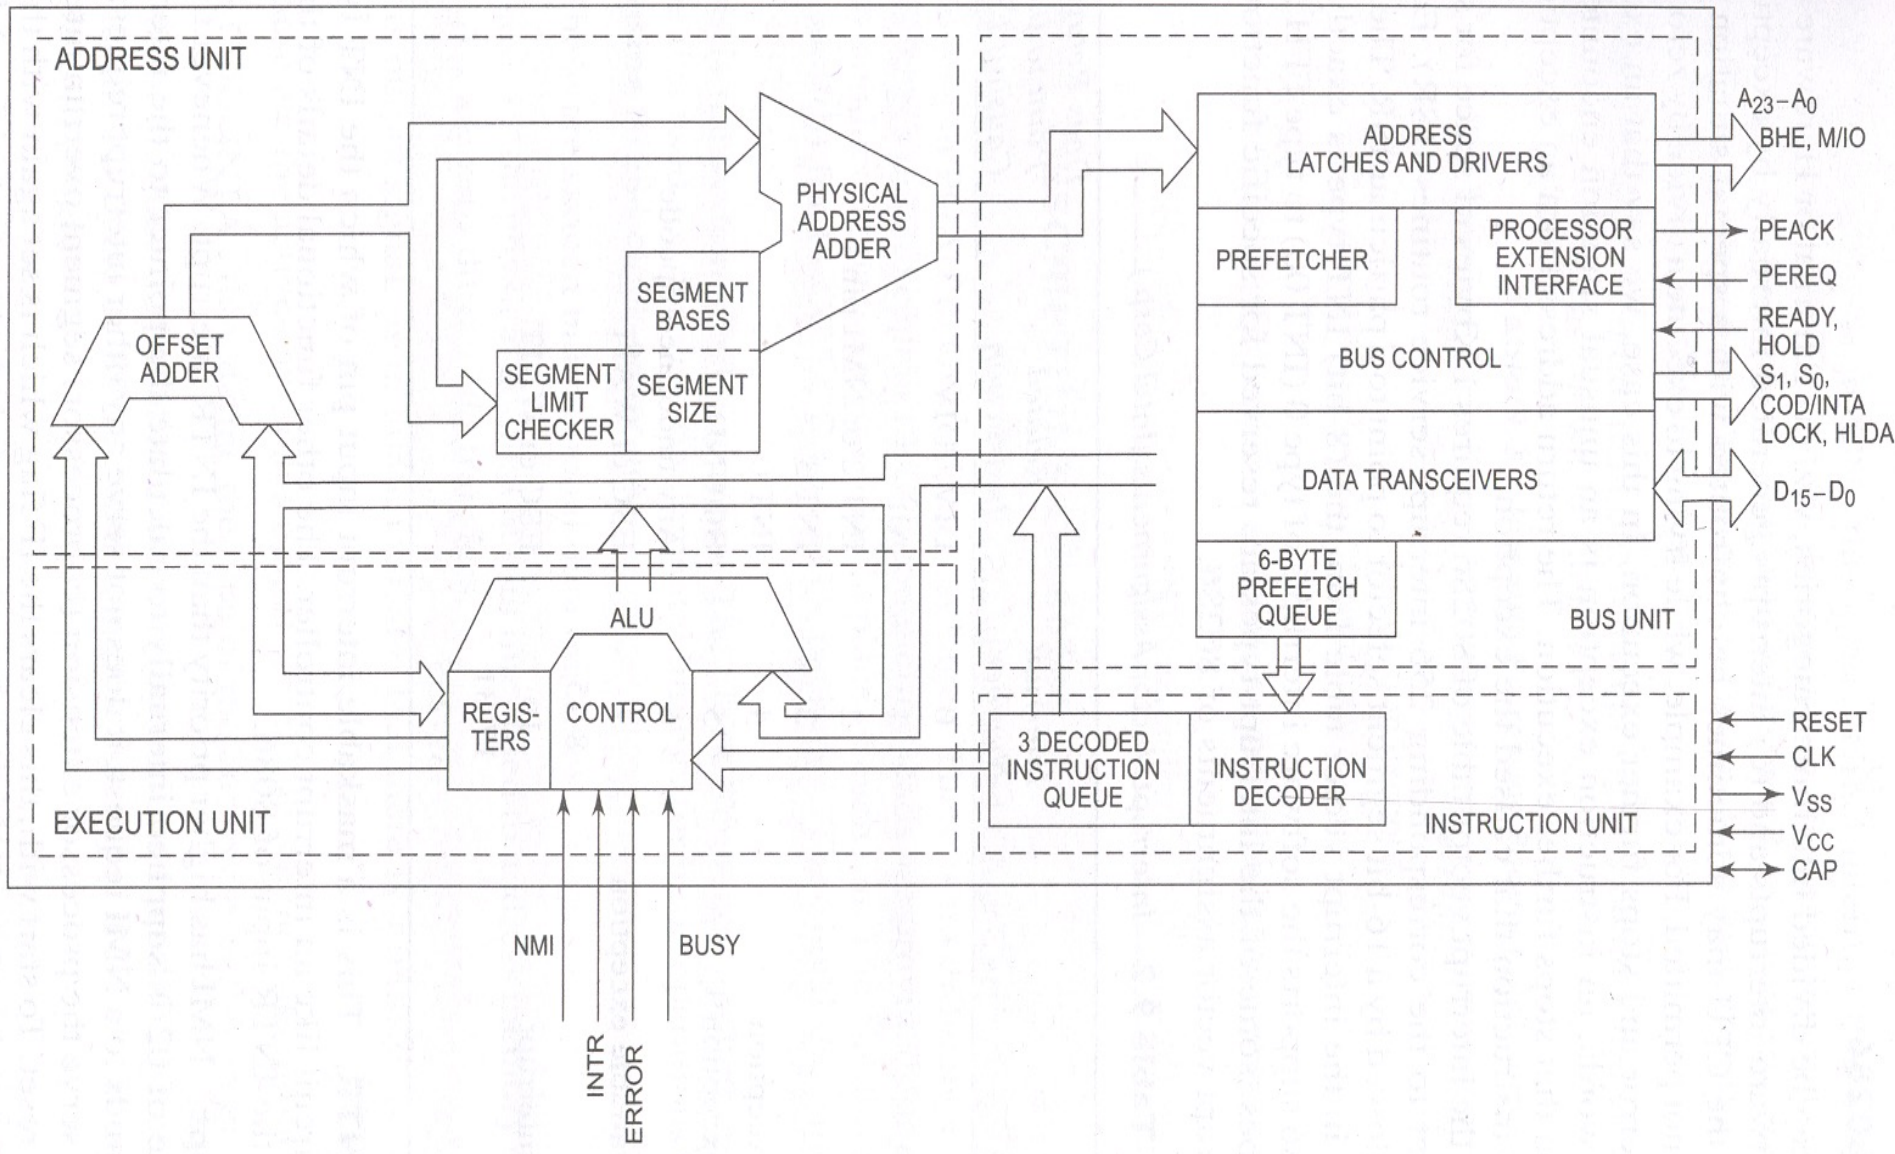 ADDRESS UNIT
OFFSET
ADDER
SEGMENT
LIMIT
CHECKER
SEGMENT
BASES
SEGMENT
SIZE
PHYSICAL
ADDRESS
ADDER
ADDRESS
LATCHES AND DRIVERS
PREFETCHER
PROCESSOR
EXTENSION
INTERFACE
BUS CONTROL
DATA TRANSCEIVERS
6-BYTE
PREFETCH
QUEUE
BUS UNIT
A23–A0
BHE, M/IO
PEACK
PEREQ
READY,
HOLD
S1, S0,
COD/INTA
LOCK, HLDA
D15–D0
ALU
REGIS-
TERS
CONTROL
EXECUTION UNIT
3 DECODED
INSTRUCTION
QUEUE
INSTRUCTION
DECODER
INSTRUCTION UNIT
RESET
CLK
VSS
VCC
CAP
NMI
INTR
ERROR
BUSY